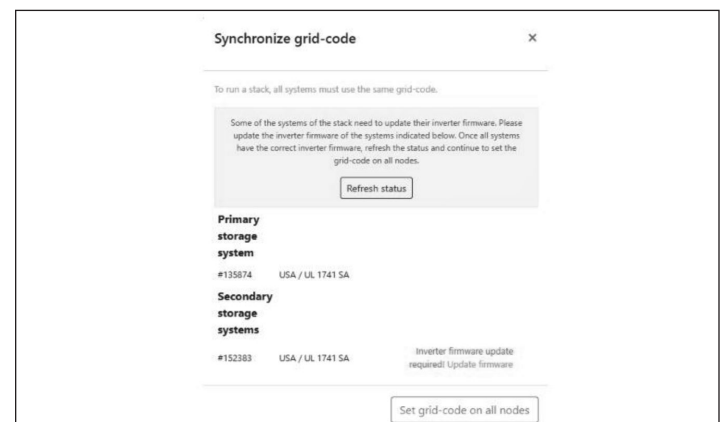 Synchronize grid-code ×
To run a stack, all systems must use the same grid-code.
Some of the systems of the stack need to update their inverter firmware. Please
update the inverter firmware of the systems indicated below. Once all systems
have the correct inverter firmware, refresh the status and continue to set the
grid-code on all nodes.
Refresh status
Primary
storage
system
#135874 USA / UL 1741 SA
Secondary
storage
systems
#152383 USA / UL 1741 SA Inverter firmware update
required! Update firmware
Set grid-code on all nodes